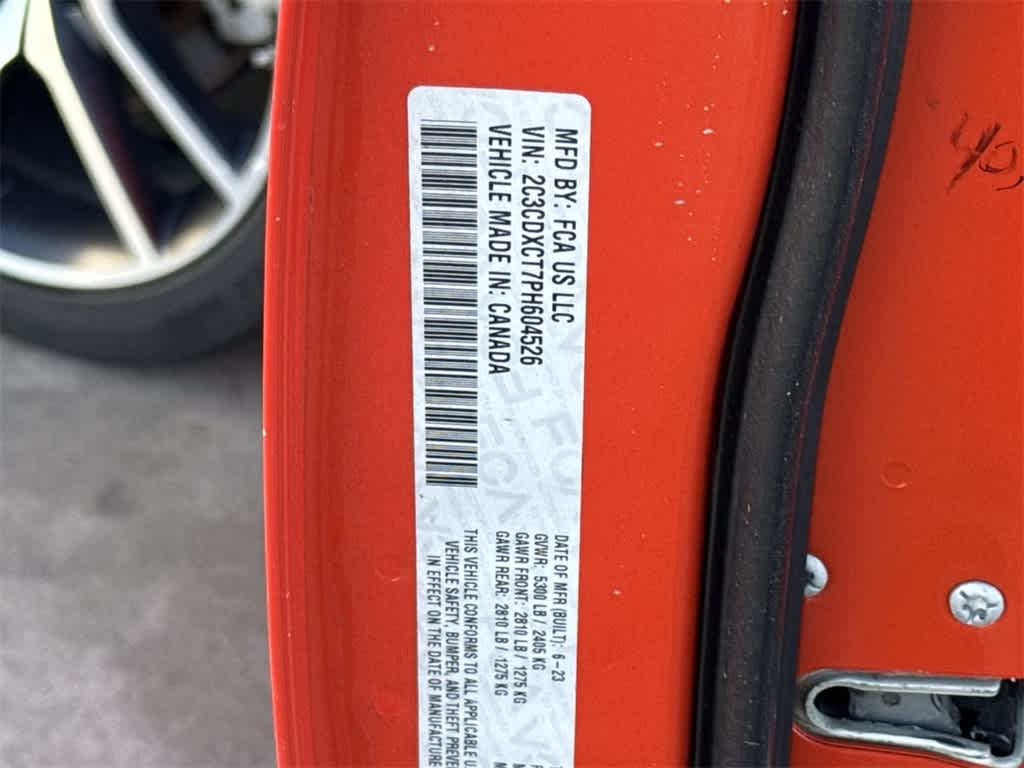 MFD BY: FCA US LLC
VIN: 2C3CDXCT7PH604526
VEHICLE MADE IN: CANADA
DATE OF MFR (BUILT): 6-23
GVWR: 5300 LB / 2405 KG
GAWR FRONT: 2810 LB / 1275 KG
GAWR REAR: 2810 LB / 1275 KG
THIS VEHICLE CONFORMS TO ALL APPLICABLE U.
VEHICLE SAFETY, BUMPER, AND THEFT PREVE
IN EFFECT ON THE DATE OF MANUFACTURE